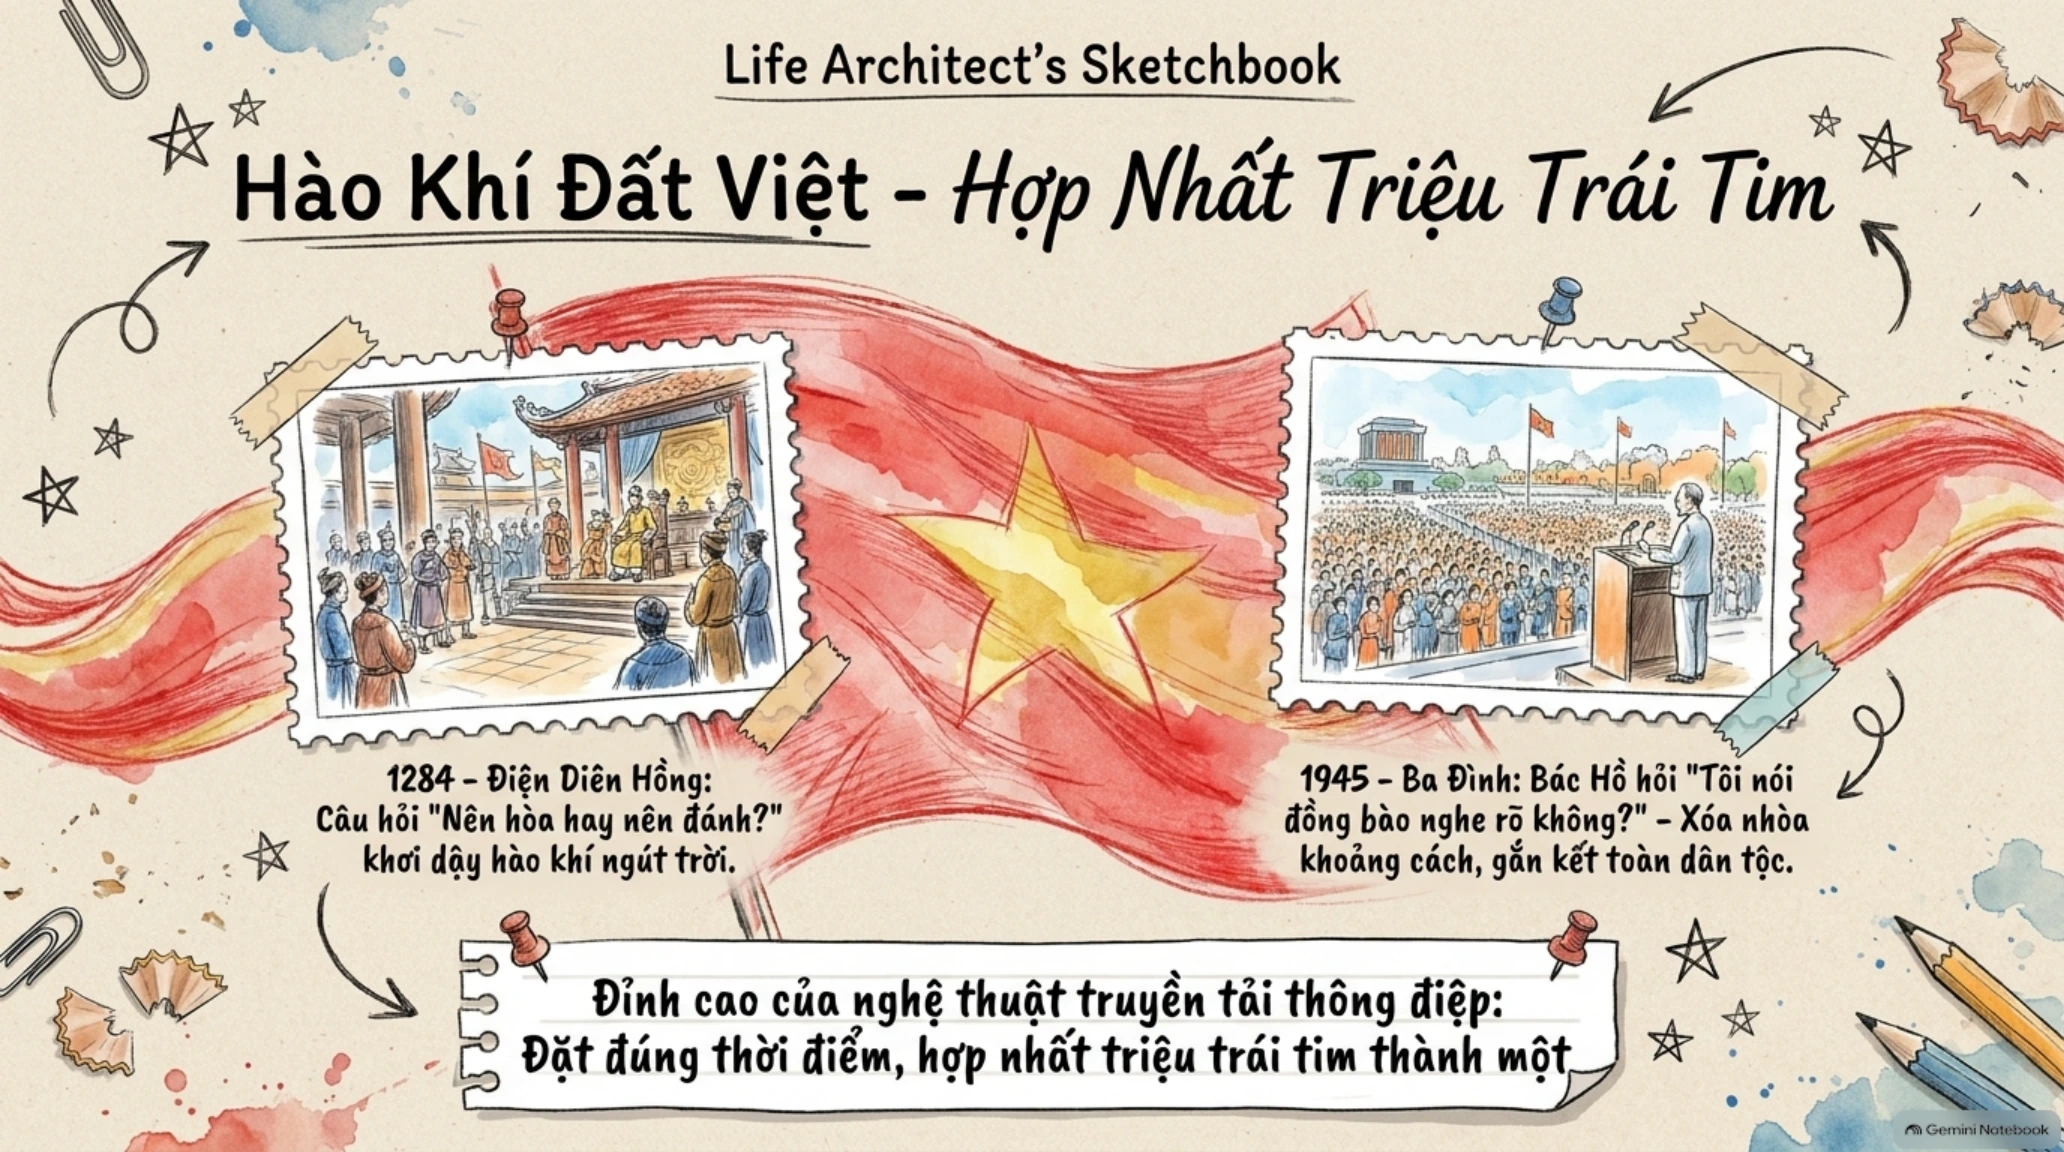 Life Architect's Sketchbook
Hào Khí Đất Việt - Hợp Nhất Triệu Trái Tim
1284 - Điện Diên Hồng:
Câu hỏi "Nên hòa hay nên đánh?"
khơi dậy hào khí ngút trời.
1945 - Ba Đình: Bác Hồ hỏi "Tôi nói
đồng bào nghe rõ không?" - Xóa nhòa
khoảng cách, gắn kết toàn dân tộc.
Đỉnh cao của nghệ thuật truyền tải thông điệp:
Đặt đúng thời điểm, hợp nhất triệu trái tim thành một
Gemini Notebook